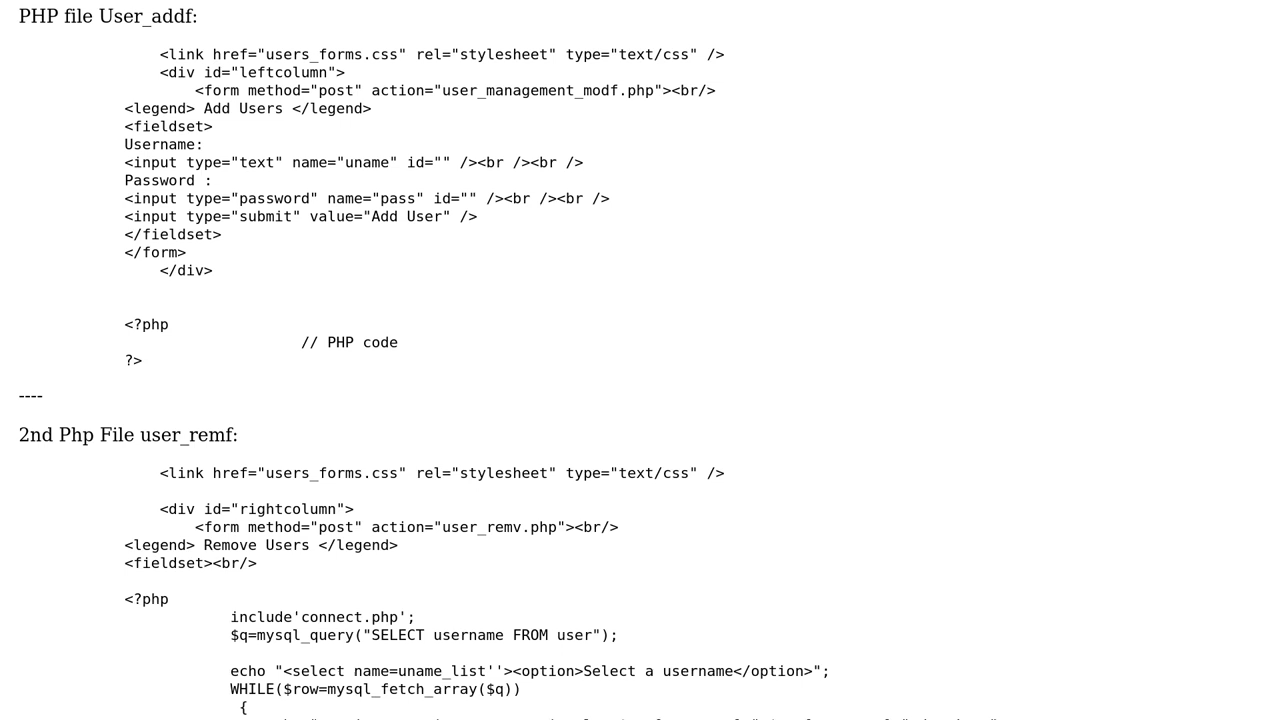 PHP file User_addf:
<link href="users_forms.css" rel="stylesheet" type="text/css" />
<div id="leftcolumn">
<form method="post" action="user_management_modf.php"><br/>
<legend> Add Users </legend>
<fieldset>
Username:
<input type="text" name="uname" id="" /><br /><br />
Password :
<input type="password" name="pass" id="" /><br /><br />
<input type="submit" value="Add User" />
</fieldset>
</form>
</div>
<?php
// PHP code
?>
----
2nd Php File user_remf:
<link href="users_forms.css" rel="stylesheet" type="text/css" />
<div id="rightcolumn">
<form method="post" action="user_remv.php"><br/>
<legend> Remove Users </legend>
<fieldset><br/>
<?php
include'connect.php';
$q=mysql_query("SELECT username FROM user");
echo "<select name=uname_list''><option>Select a username</option>";
WHILE($row=mysql_fetch_array($q))
{